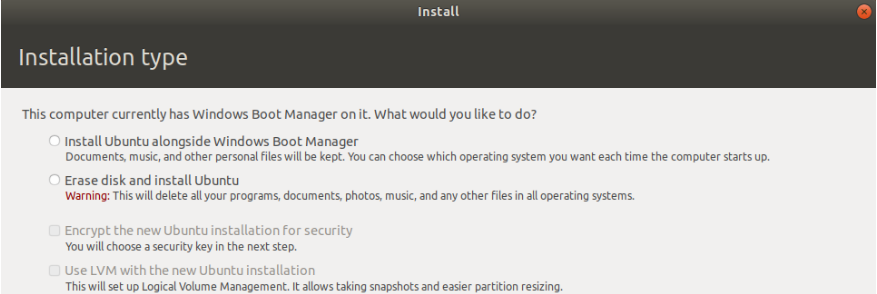 Install
Installation type
This computer currently has Windows Boot Manager on it. What would you like to do?
Install Ubuntu alongside Windows Boot Manager
Documents, music, and other personal files will be kept. You can choose which operating system you want each time the computer starts up.
Erase disk and install Ubuntu
Warning: This will delete all your programs, documents, photos, music, and any other files in all operating systems.
Encrypt the new Ubuntu installation for security
You will choose a security key in the next step.
Use LVM with the new Ubuntu installation
This will set up Logical Volume Management. It allows taking snapshots and easier partition resizing.